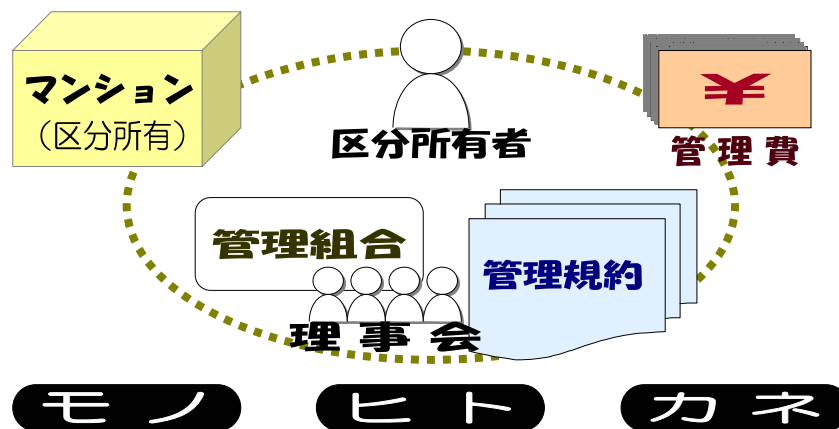 マンション
（区分所有）
区分所有者
¥
管理費
管理組合
管理規約
理事会
モノ
ヒト
カネ